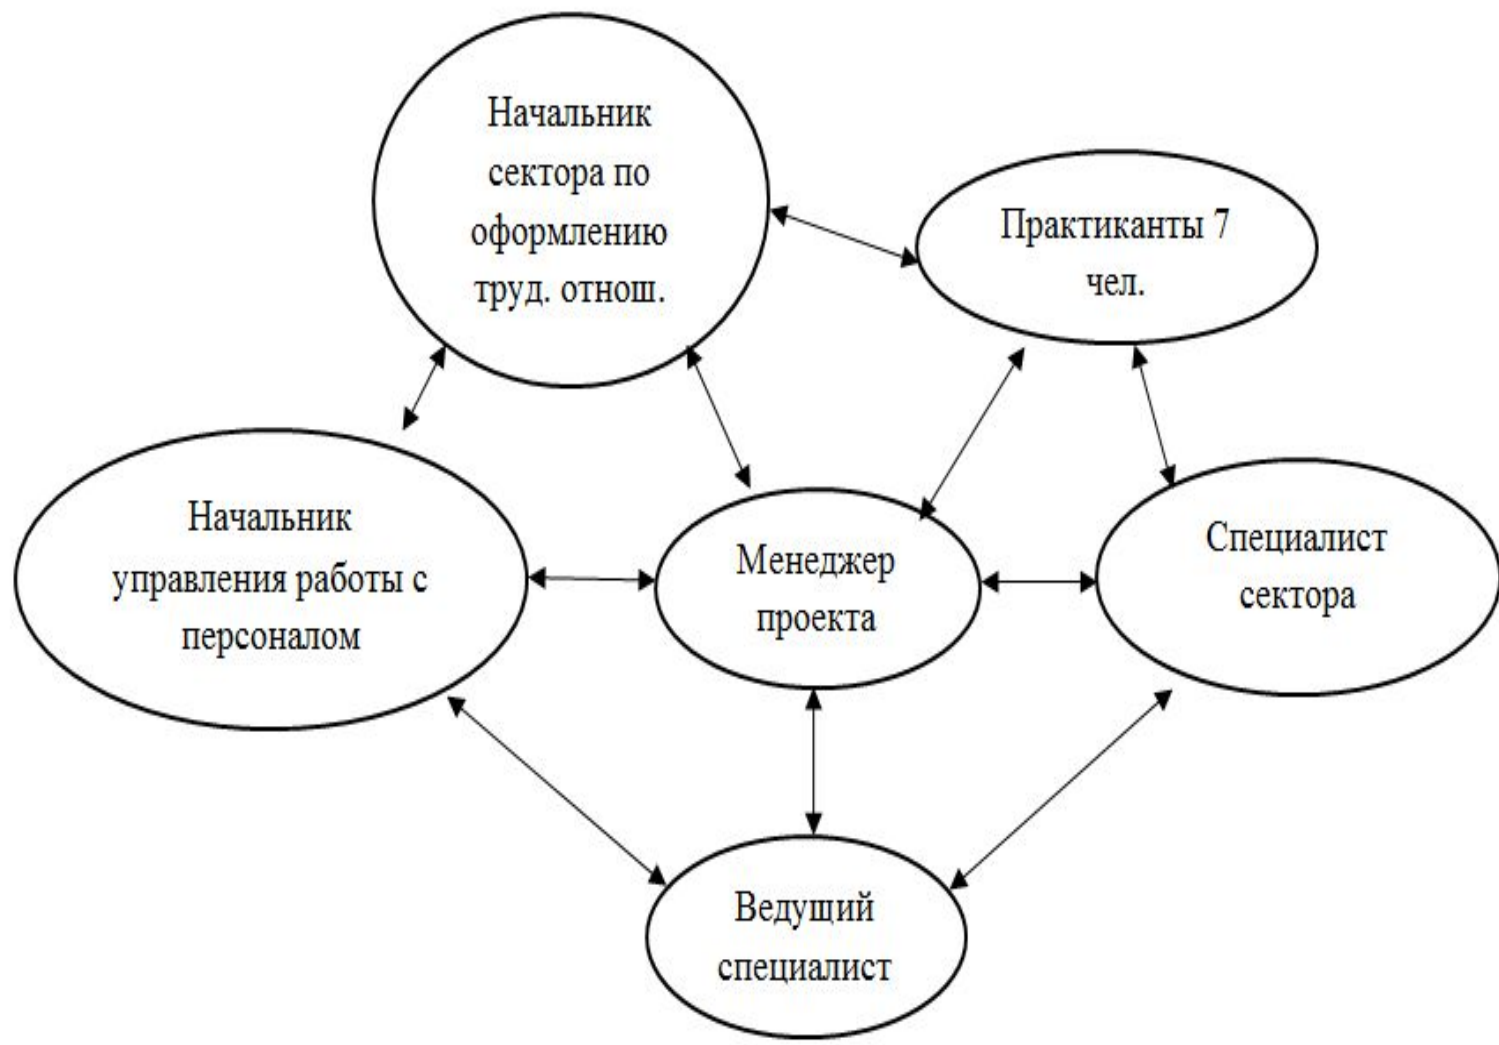 Начальник
сектора по
оформлению
труд. отнош.
Практиканты 7
чел.
Начальник
управления работы с
персоналом
Менеджер
проекта
Специалист
сектора
Ведущий
специалист